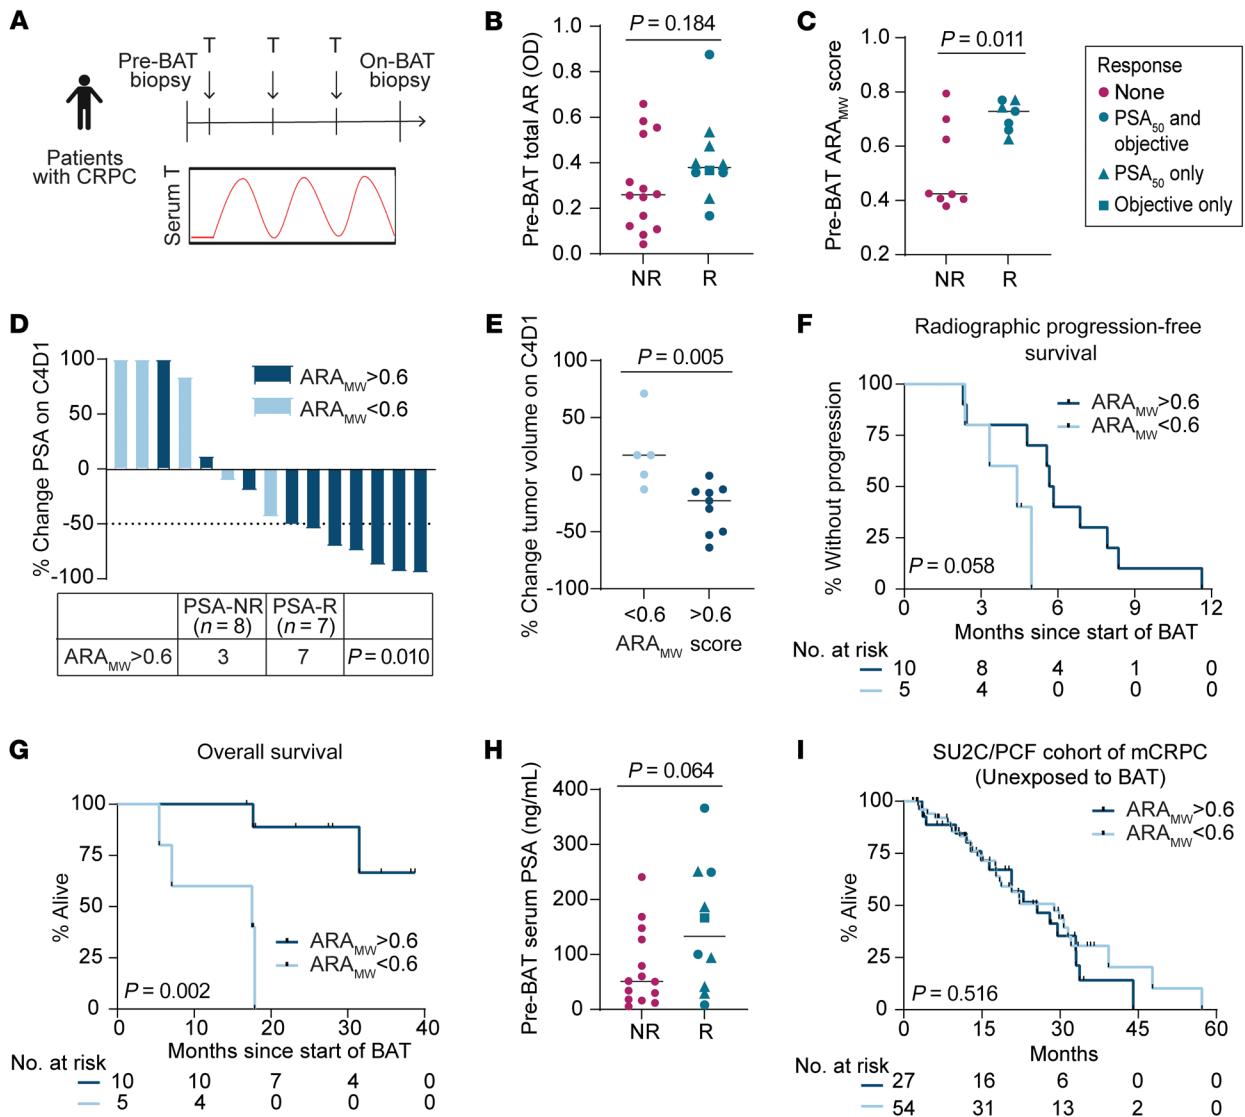 A
T T T
Pre-BAT
biopsy
On-BAT
biopsy
Patients
with CRPC
Serum T
B
P = 0.184
Pre-BAT total AR (OD)
1.0
0.8
0.6
0.4
0.2
0.0
NR R
C
P = 0.011
Pre-BAT ARA_MW score
1.0
0.8
0.6
0.4
0.2
NR R
Response
None
PSA50 and
objective
PSA50 only
Objective only
D
% Change PSA on C4D1
100
50
0
-50
-100
ARA_MW>0.6
ARA_MW<0.6
PSA-NR PSA-R
(n = 8) (n = 7)
ARA_MW>0.6 3 7 P = 0.010
E
% Change tumor volume on C4D1
100
50
0
-50
-100
P = 0.005
<0.6 >0.6
ARA_MW score
F
Radiographic progression-free
survival
% Without progression
100
75
50
25
0
ARA_MW>0.6
ARA_MW<0.6
P = 0.058
0 3 6 9 12
Months since start of BAT
No. at risk
10 8 4 1 0
5 4 0 0 0
G
Overall survival
% Alive
100
75
50
25
0
ARA_MW>0.6
ARA_MW<0.6
P = 0.002
0 10 20 30 40
Months since start of BAT
No. at risk
10 10 7 4 0
5 4 0 0 0
H
Pre-BAT serum PSA (ng/mL)
P = 0.064
400
300
200
100
0
NR R
I
SU2C/PCF cohort of mCRPC
(Unexposed to BAT)
% Alive
100
75
50
25
0
ARA_MW>0.6
ARA_MW<0.6
P = 0.516
0 15 30 45 60
Months
No. at risk
27 16 6 0 0
54 31 13 2 0